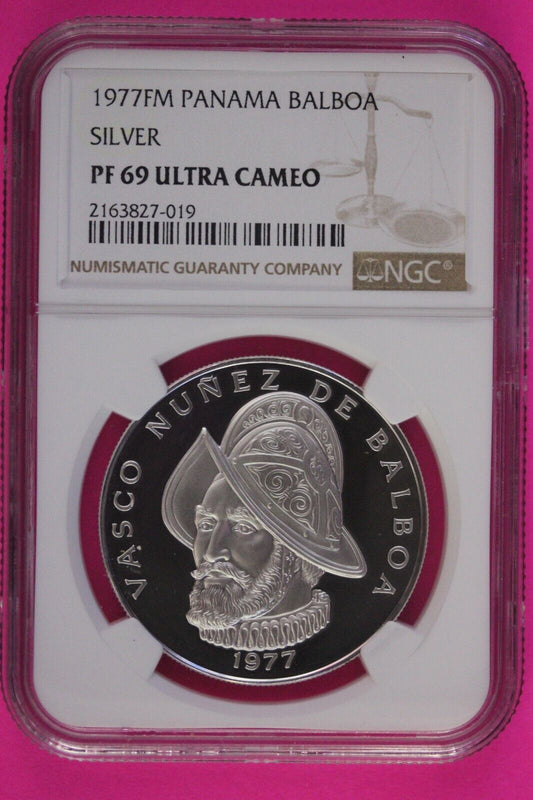 1977FM PANAMA BALBOA
SILVER
PF 69 ULTRA CAMEO
2163827-019
NUMISMATIC GUARANTY COMPANY
NGC®
VASCO NUÑEZ DE BALBOA
1977